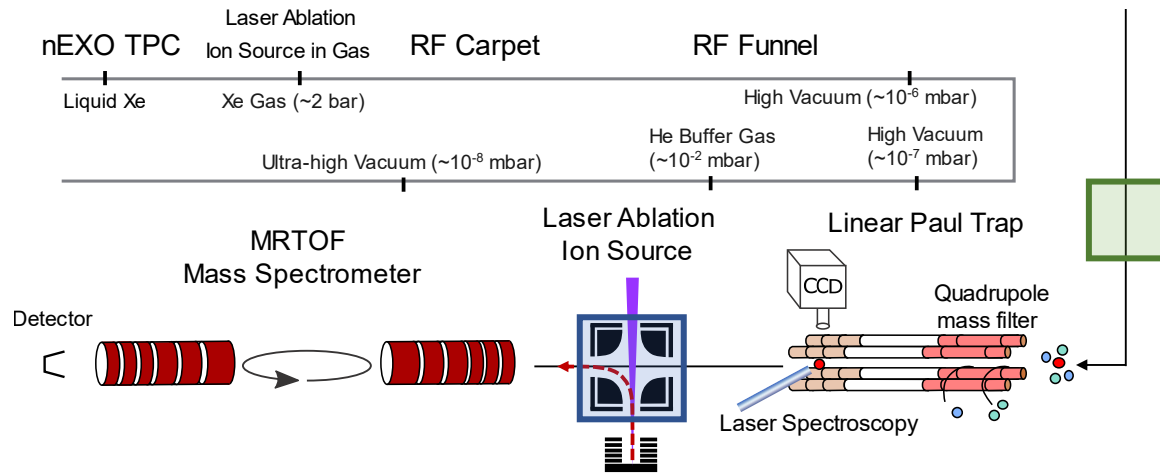 nEXO TPC
Laser Ablation
Ion Source in Gas
RF Carpet
RF Funnel
Liquid Xe
Xe Gas (~2 bar)
High Vacuum (~10⁻⁶ mbar)
Ultra-high Vacuum (~10⁻⁸ mbar)
He Buffer Gas
(~10⁻² mbar)
High Vacuum
(~10⁻⁷ mbar)
MRTOF
Mass Spectrometer
Laser Ablation
Ion Source
Linear Paul Trap
CCD
Quadrupole
mass filter
Detector
Laser Spectroscopy